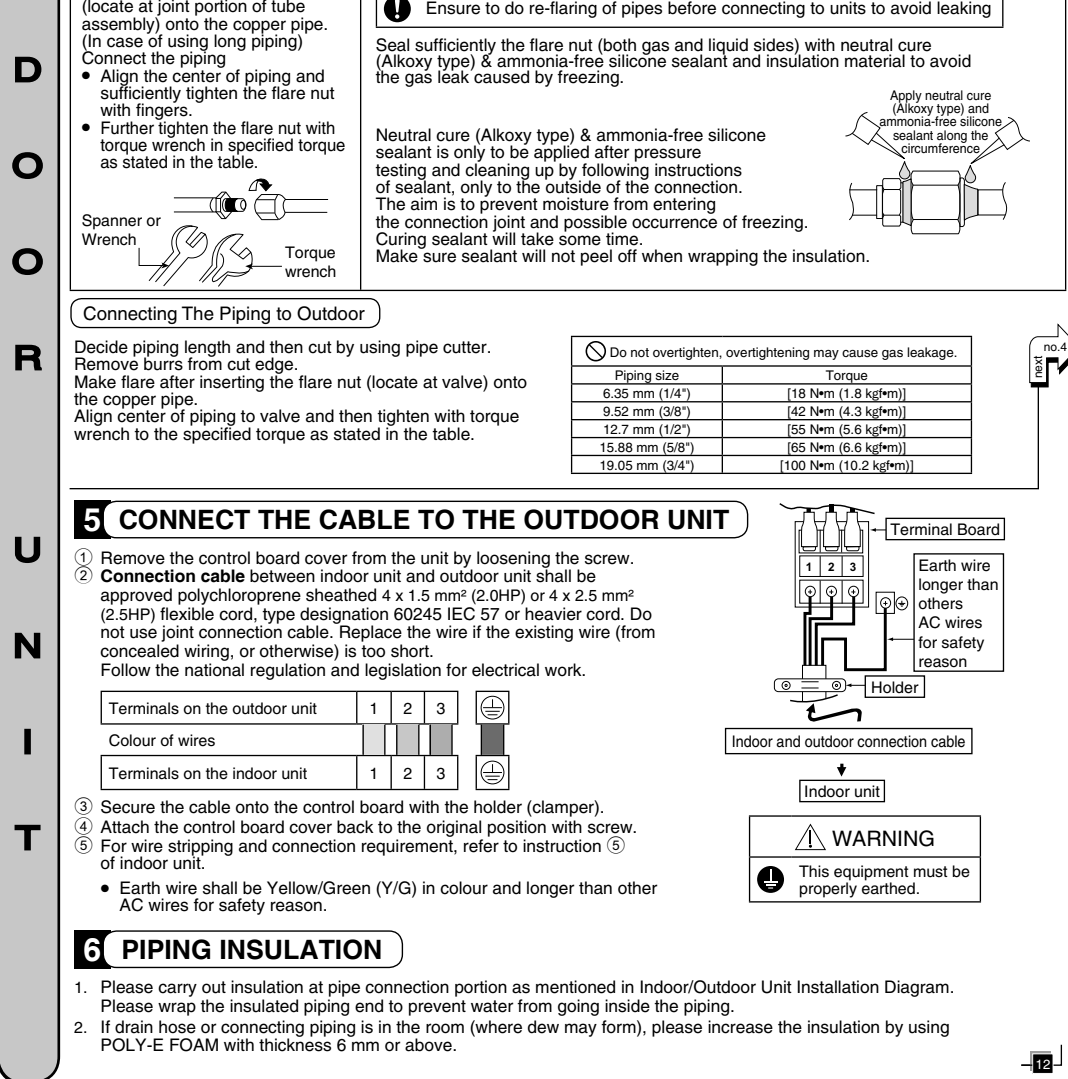 D
O
O
R
U
N
I
T
(locate at joint portion of tube
assembly) onto the copper pipe.
(In case of using long piping)
Connect the piping
• Align the center of piping and
sufficiently tighten the flare nut
with fingers.
• Further tighten the flare nut with
torque wrench in specified torque
as stated in the table.
Spanner or
Wrench
Torque
wrench
Ensure to do re-flaring of pipes before connecting to units to avoid leaking
Seal sufficiently the flare nut (both gas and liquid sides) with neutral cure
(Alkoxy type) & ammonia-free silicone sealant and insulation material to avoid
the gas leak caused by freezing.
Apply neutral cure
(Alkoxy type) and
ammonia-free silicone
sealant along the
circumference
Neutral cure (Alkoxy type) & ammonia-free silicone
sealant is only to be applied after pressure
testing and cleaning up by following instructions
of sealant, only to the outside of the connection.
The aim is to prevent moisture from entering
the connection joint and possible occurrence of freezing.
Curing sealant will take some time.
Make sure sealant will not peel off when wrapping the insulation.
Connecting The Piping to Outdoor
Decide piping length and then cut by using pipe cutter.
Remove burrs from cut edge.
Make flare after inserting the flare nut (locate at valve) onto
the copper pipe.
Align center of piping to valve and then tighten with torque
wrench to the specified torque as stated in the table.
Do not overtighten, overtightening may cause gas leakage.
Piping size Torque
6.35 mm (1/4") [18 N•m (1.8 kgf•m)]
9.52 mm (3/8") [42 N•m (4.3 kgf•m)]
12.7 mm (1/2") [55 N•m (5.6 kgf•m)]
15.88 mm (5/8") [65 N•m (6.6 kgf•m)]
19.05 mm (3/4") [100 N•m (10.2 kgf•m)]
next no.4
5 CONNECT THE CABLE TO THE OUTDOOR UNIT
① Remove the control board cover from the unit by loosening the screw.
② Connection cable between indoor unit and outdoor unit shall be
approved polychloroprene sheathed 4 x 1.5 mm² (2.0HP) or 4 x 2.5 mm²
(2.5HP) flexible cord, type designation 60245 IEC 57 or heavier cord. Do
not use joint connection cable. Replace the wire if the existing wire (from
concealed wiring, or otherwise) is too short.
Follow the national regulation and legislation for electrical work.
Terminals on the outdoor unit 1 2 3
Colour of wires
Terminals on the indoor unit 1 2 3
③ Secure the cable onto the control board with the holder (clamper).
④ Attach the control board cover back to the original position with screw.
⑤ For wire stripping and connection requirement, refer to instruction ⑤
of indoor unit.
• Earth wire shall be Yellow/Green (Y/G) in colour and longer than other
AC wires for safety reason.
Terminal Board
1 2 3
Earth wire
longer than
others
AC wires
for safety
reason
Holder
Indoor and outdoor connection cable
Indoor unit
WARNING
This equipment must be
properly earthed.
6 PIPING INSULATION
1. Please carry out insulation at pipe connection portion as mentioned in Indoor/Outdoor Unit Installation Diagram.
Please wrap the insulated piping end to prevent water from going inside the piping.
2. If drain hose or connecting piping is in the room (where dew may form), please increase the insulation by using
POLY-E FOAM with thickness 6 mm or above.
12